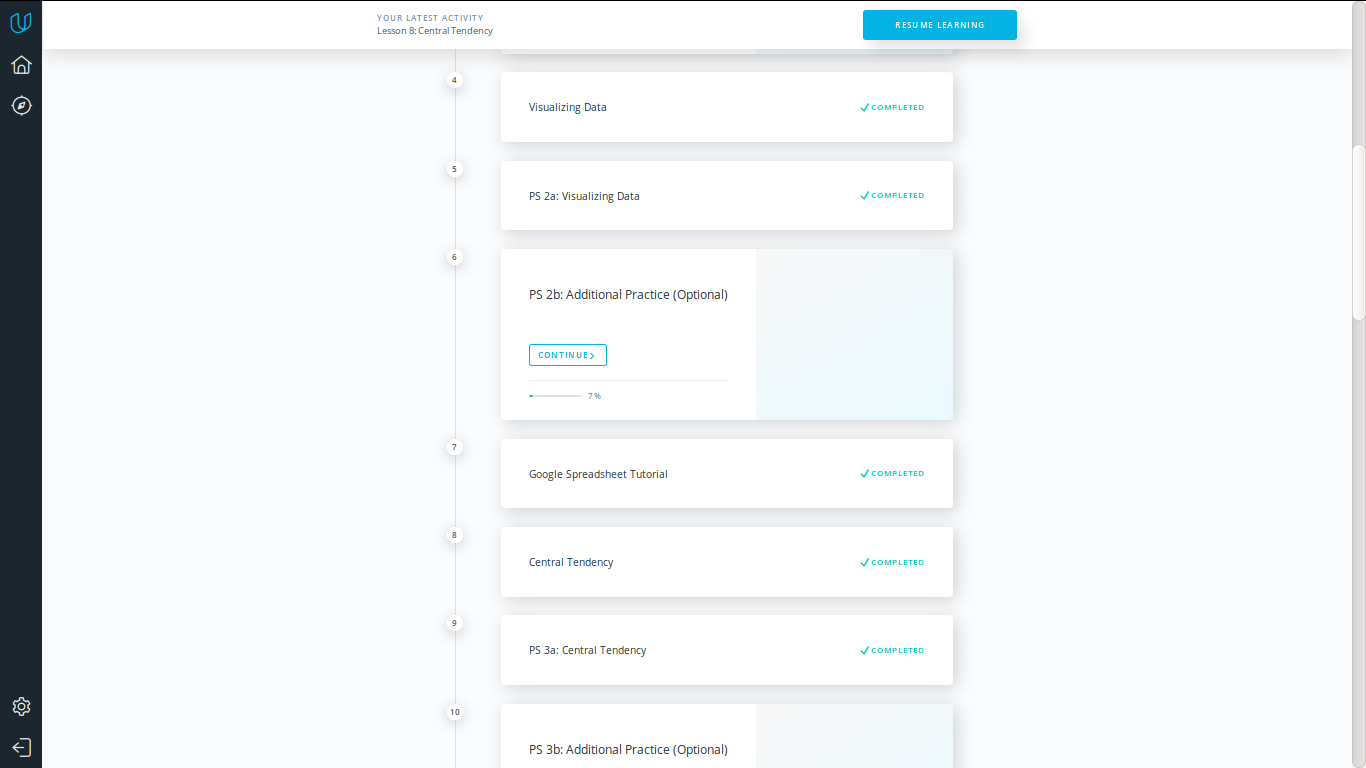 YOUR LATEST ACTIVITY
Lesson 8: Central Tendency
RESUME LEARNING
4
Visualizing Data
COMPLETED
5
PS 2a: Visualizing Data
COMPLETED
6
PS 2b: Additional Practice (Optional)
CONTINUE
7%
7
Google Spreadsheet Tutorial
COMPLETED
8
Central Tendency
COMPLETED
9
PS 3a: Central Tendency
COMPLETED
10
PS 3b: Additional Practice (Optional)